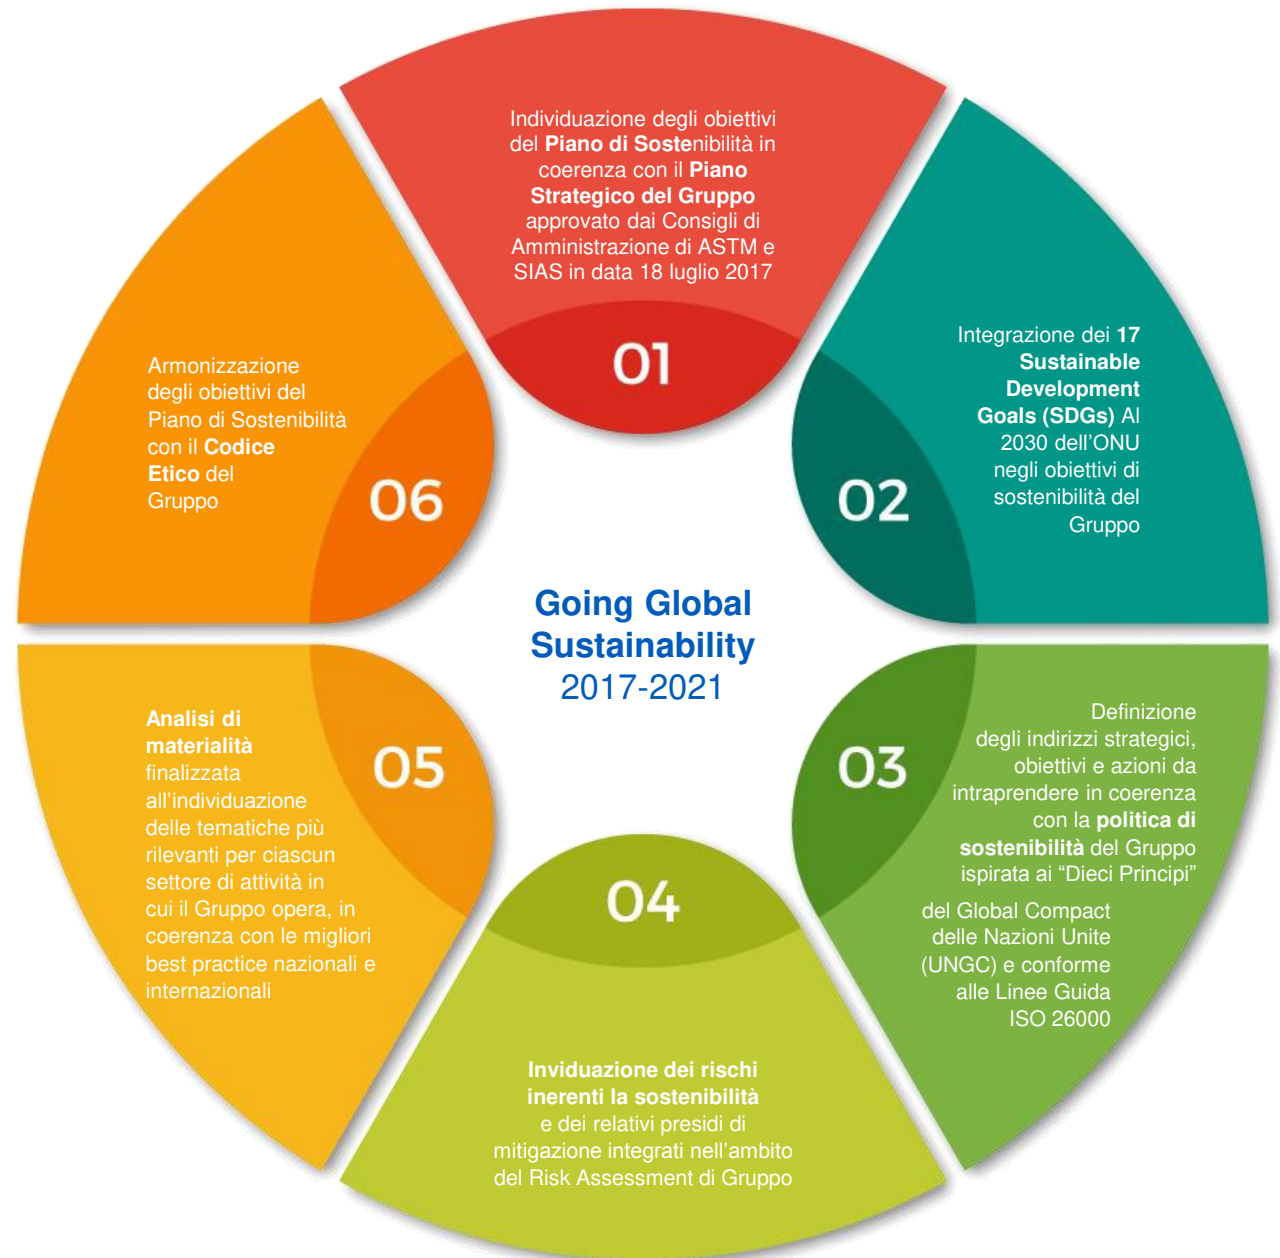 Individuazione degli obiettivi
del Piano di Sostenibilità in
coerenza con il Piano
Strategico del Gruppo
approvato dai Consigli di
Amministrazione di ASTM e
SIAS in data 18 luglio 2017
01
Integrazione dei 17
Sustainable
Development
Goals (SDGs) Al
2030 dell’ONU
negli obiettivi di
sostenibilità del
Gruppo
02
Definizione
degli indirizzi strategici,
obiettivi e azioni da
intraprendere in coerenza
con la politica di
sostenibilità del Gruppo
ispirata ai “Dieci Principi”
del Global Compact
delle Nazioni Unite
(UNGC) e conforme
alle Linee Guida
ISO 26000
03
04
Inviduazione dei rischi
inerenti la sostenibilità
e dei relativi presidi di
mitigazione integrati nell’ambito
del Risk Assessment di Gruppo
05
Analisi di
materialità
finalizzata
all’individuazione
delle tematiche più
rilevanti per ciascun
settore di attività in
cui il Gruppo opera, in
coerenza con le migliori
best practice nazionali e
internazionali
06
Armonizzazione
degli obiettivi del
Piano di Sostenibilità
con il Codice
Etico del
Gruppo
Going Global
Sustainability
2017-2021